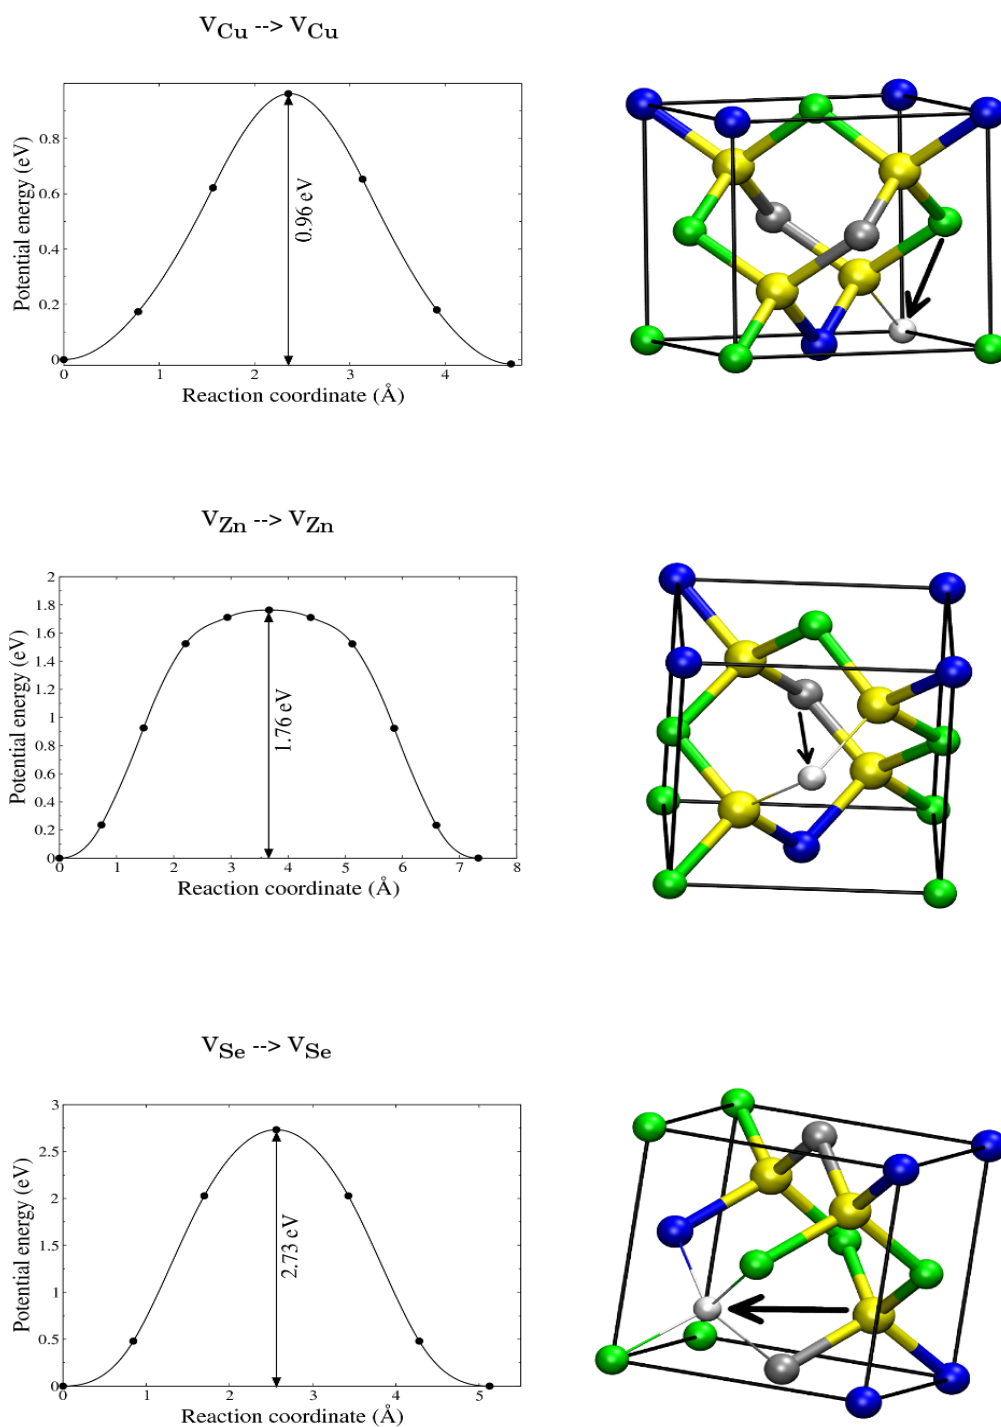 V_Cu --> V_Cu
Potential energy (eV)
0.8
0.6
0.4
0.2
0
0.96 eV
0 1 2 3 4
Reaction coordinate (Å)
V_Zn --> V_Zn
Potential energy (eV)
2
1.8
1.6
1.4
1.2
1
0.8
0.6
0.4
0.2
0
1.76 eV
0 1 2 3 4 5 6 7 8
Reaction coordinate (Å)
V_Se --> V_Se
Potential energy (eV)
3
2.5
2
1.5
1
0.5
0
2.73 eV
0 1 2 3 4 5
Reaction coordinate (Å)